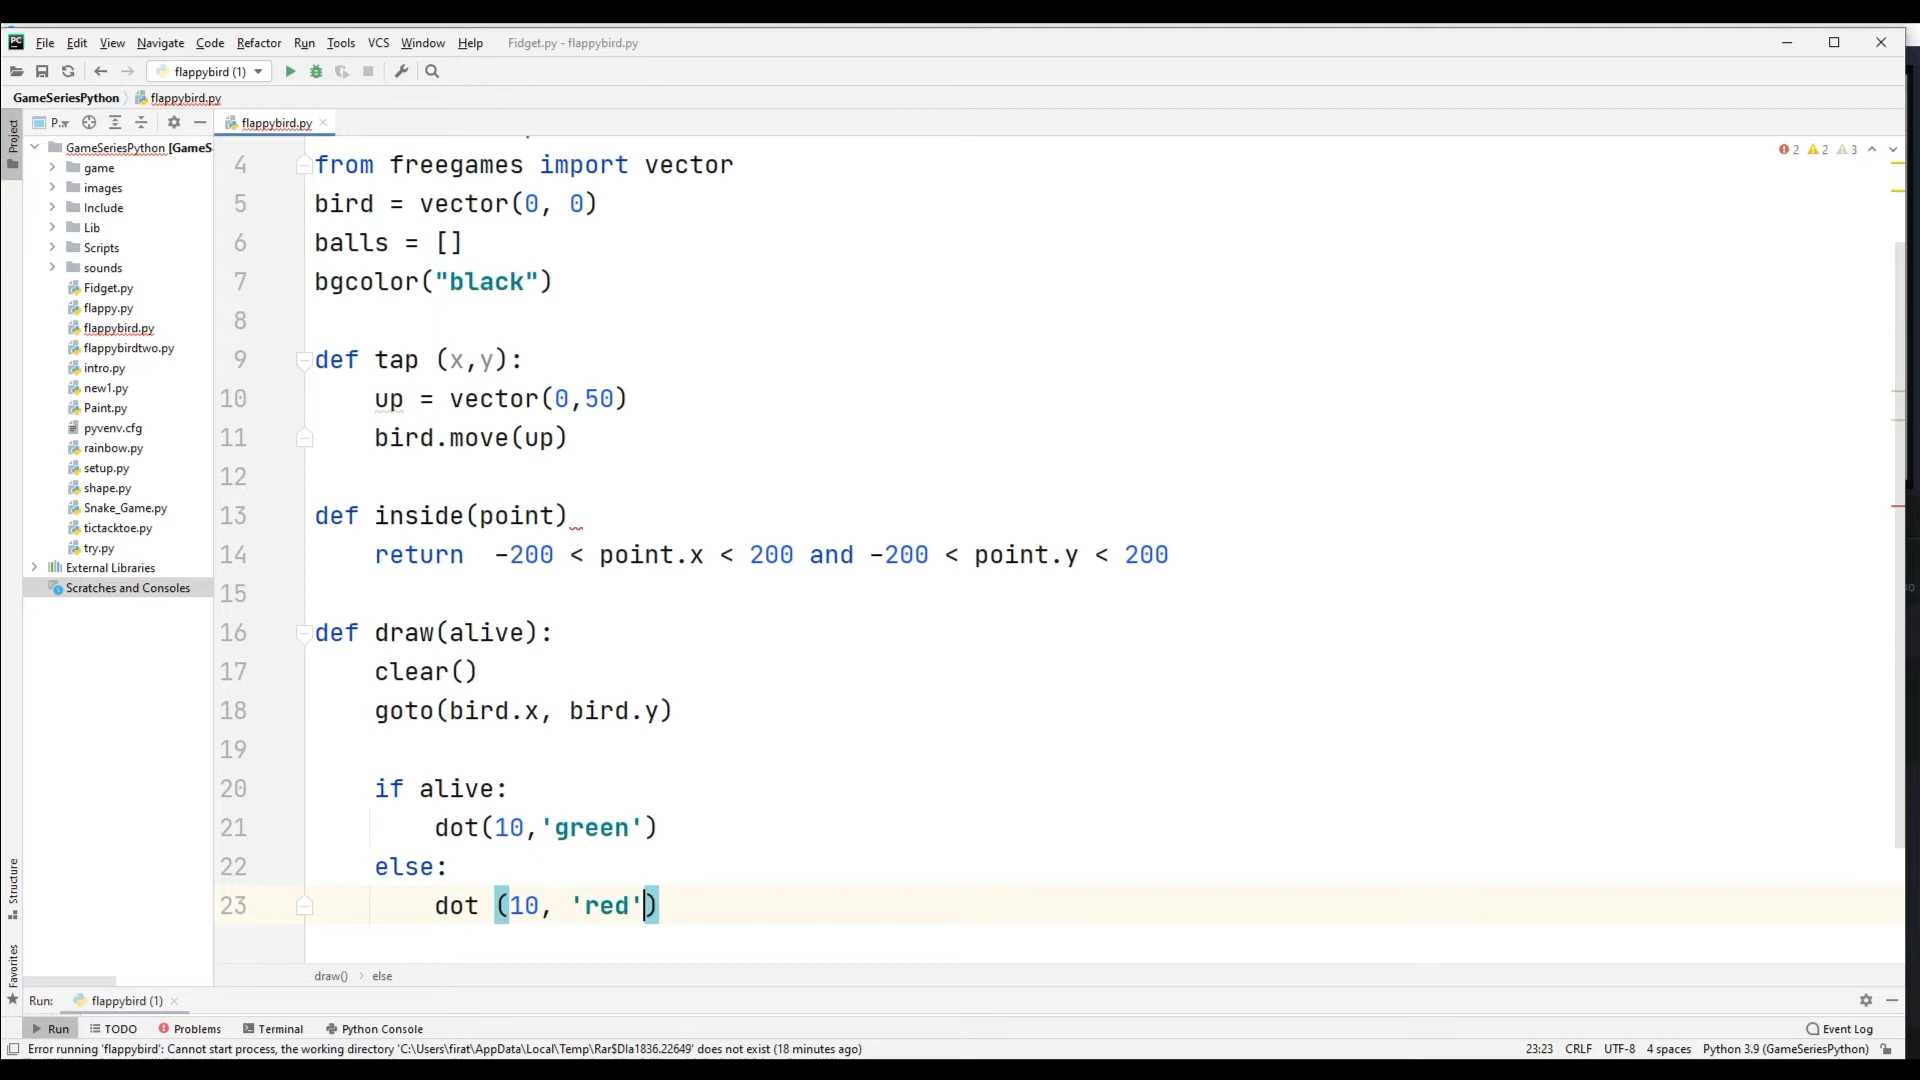 PC File Edit View Navigate Code Refactor Run Tools VCS Window Help Fidget.py - flappybird.py
flappybird (1)
GameSeriesPython flappybird.py
Project
P..
flappybird.py
GameSeriesPython [GameS
game
images
Include
Lib
Scripts
sounds
Fidget.py
flappy.py
flappybird.py
flappybirdtwo.py
intro.py
new1.py
Paint.py
pyvenv.cfg
rainbow.py
setup.py
shape.py
Snake_Game.py
tictacktoe.py
try.py
External Libraries
Scratches and Consoles
2 2 3
4 from freegames import vector
5 bird = vector(0, 0)
6 balls = []
7 bgcolor("black")
8
9 def tap (x,y):
10 up = vector(0,50)
11 bird.move(up)
12
13 def inside(point)
14 return  -200 < point.x < 200 and -200 < point.y < 200
15
16 def draw(alive):
17 clear()
18 goto(bird.x, bird.y)
19
20 if alive:
21 dot(10,'green')
22 else:
23 dot (10, 'red')
draw() else
Structure
Favorites
Run: flappybird (1)
Run TODO Problems Terminal Python Console Event Log
Error running 'flappybird': Cannot start process, the working directory 'C:\Users\firat\AppData\Local\Temp\Rar$DIa1836.22649' does not exist (18 minutes ago) 23:23 CRLF UTF-8 4 spaces Python 3.9 (GameSeriesPython)